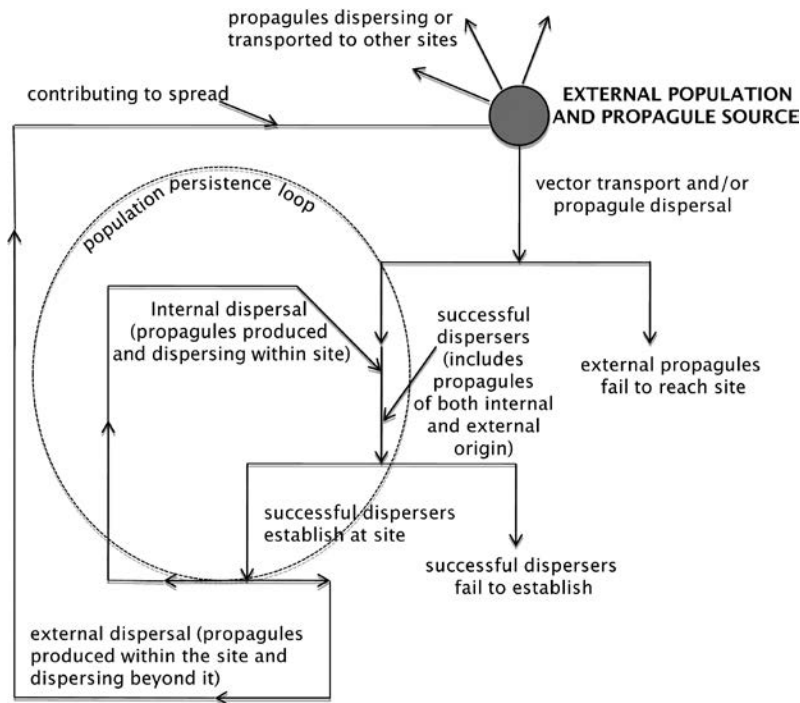 propagules dispersing or
transported to other sites
contributing to spread
EXTERNAL POPULATION
AND PROPAGULE SOURCE
population persistence loop
vector transport and/or
propagule dispersal
Internal dispersal
(propagules produced
and dispersing within site)
successful
dispersers
(includes
propagules
of both internal
and external
origin)
external propagules
fail to reach site
successful dispersers
establish at site
successful dispersers
fail to establish
external dispersal (propagules
produced within the site and
dispersing beyond it)